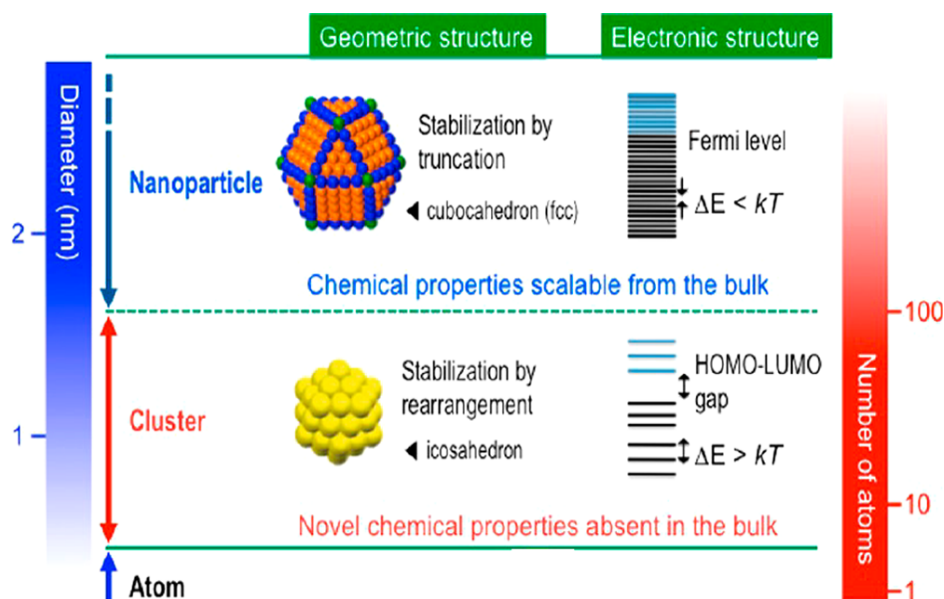 Geometric structure
Electronic structure
Diameter (nm)
2
1
Nanoparticle
Stabilization by
truncation
cubocahedron (fcc)
Fermi level
ΔE < kT
Chemical properties scalable from the bulk
Cluster
Stabilization by
rearrangement
icosahedron
HOMO-LUMO
gap
ΔE > kT
Novel chemical properties absent in the bulk
Atom
Number of atoms
100
10
1